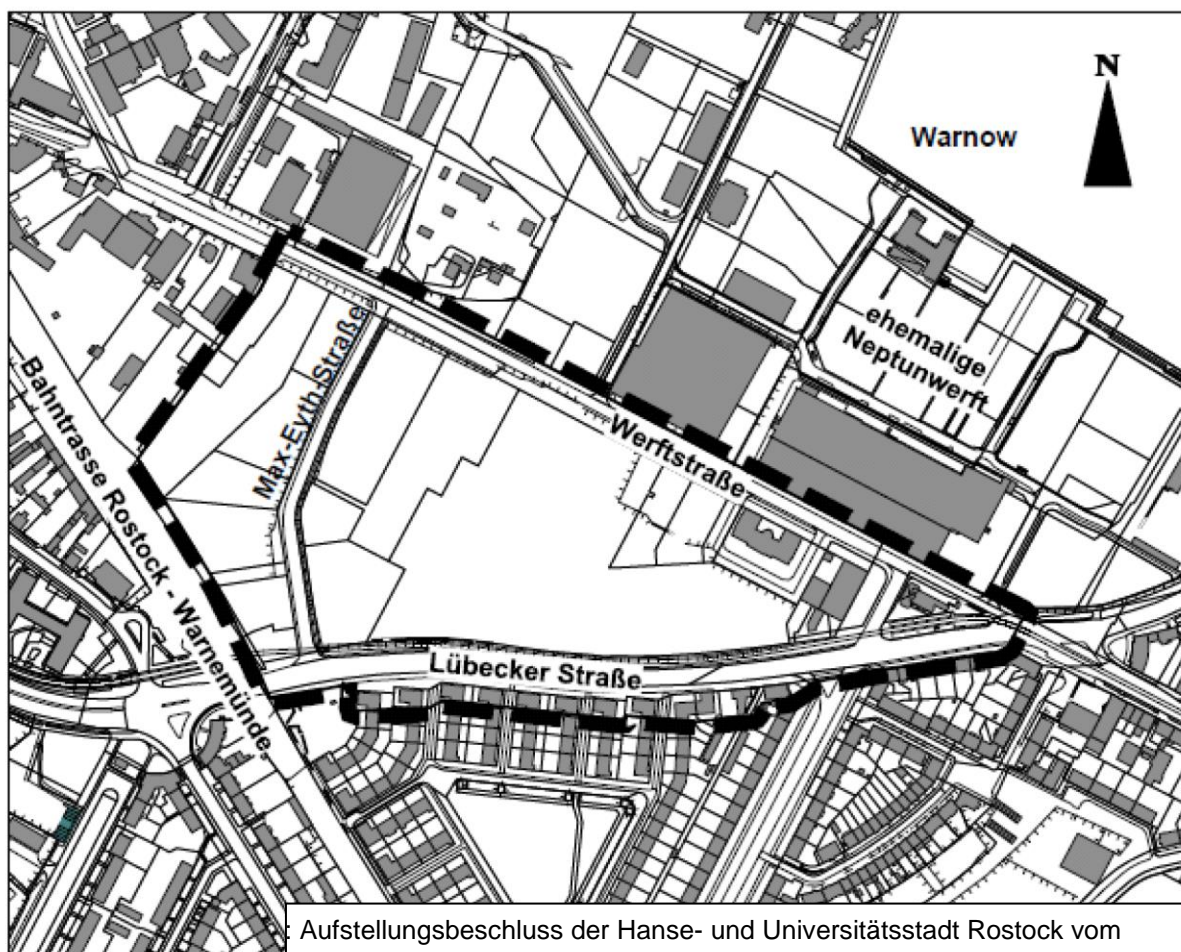 N
Warnow
ehemalige
Neptunwerft
Max-Eyth-Straße
Werftstraße
Bahntrasse Rostock - Warnemünde
Lübecker Straße
: Aufstellungsbeschluss der Hanse- und Universitätsstadt Rostock vom